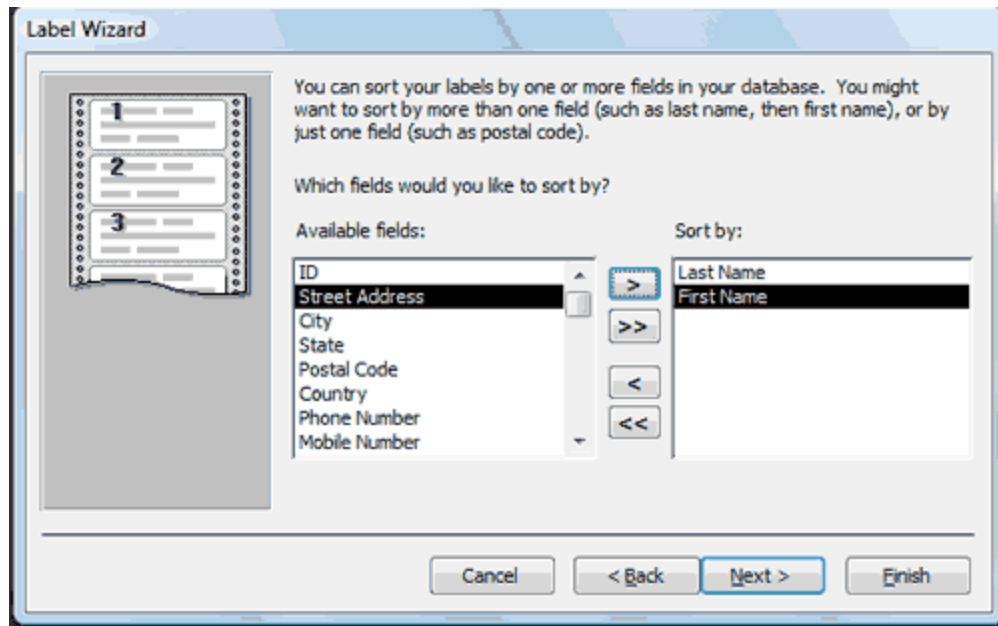 Label Wizard
You can sort your labels by one or more fields in your database. You might
want to sort by more than one field (such as last name, then first name), or by
just one field (such as postal code).
Which fields would you like to sort by?
Available fields:
ID
Street Address
City
State
Postal Code
Country
Phone Number
Mobile Number
>
>>
<
<<
Sort by:
Last Name
First Name
1
2
3
Cancel
< Back
Next >
Finish